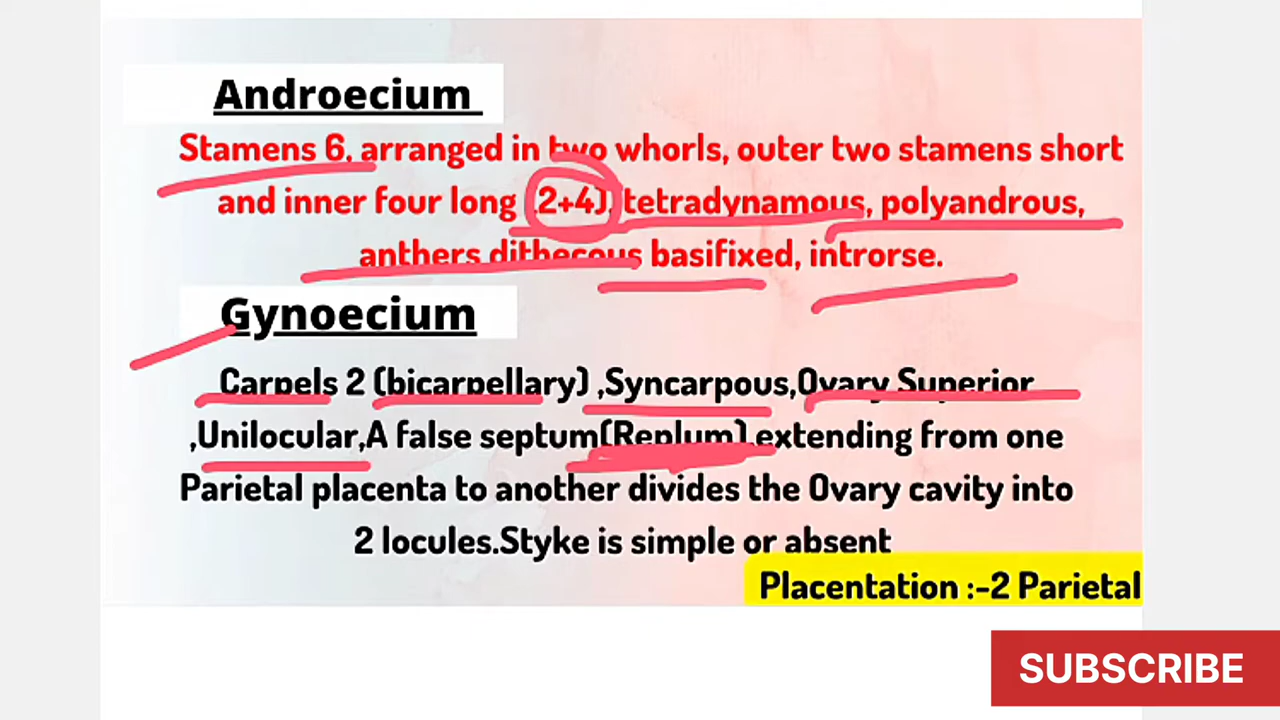 Androecium
Stamens 6, arranged in two whorls, outer two stamens short
and inner four long (2+4), tetradynamous, polyandrous,
anthers dithecous basifixed, introrse.
Gynoecium
Carpels 2 (bicarpellary) ,Syncarpous,Ovary Superior
,Unilocular,A false septum(Replum),extending from one
Parietal placenta to another divides the Ovary cavity into
2 locules.Styke is simple or absent
Placentation :-2 Parietal
SUBSCRIBE